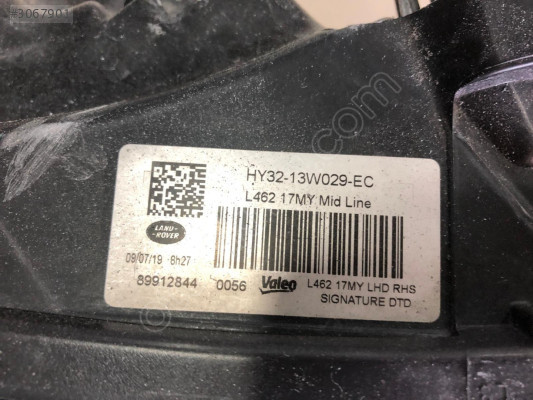 #3067901
HY32-13W029-EC
L462 17MY Mid Line
LAND-
-ROVER
09/07/19 8h27
89912844 0056 Valeo L462 17MY LHD RHS
SIGNATURE DTD